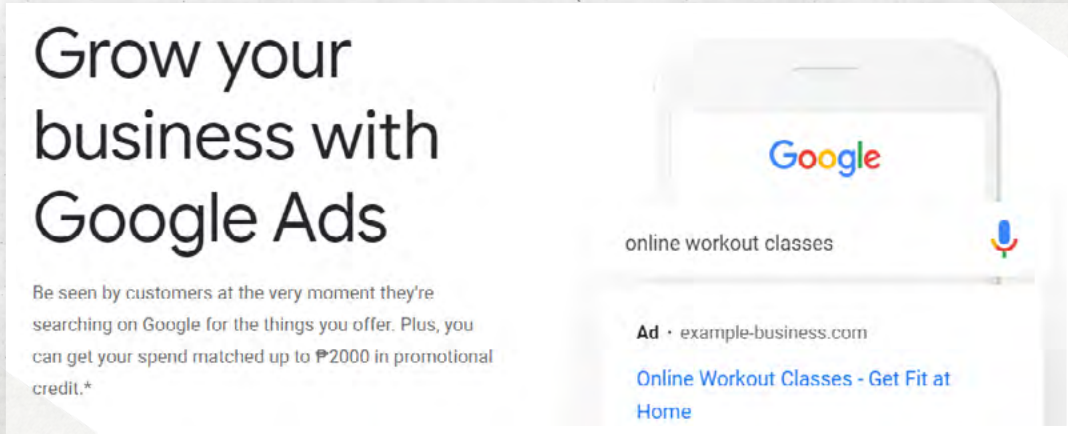 Grow your
business with
Google Ads
Be seen by customers at the very moment they're
searching on Google for the things you offer. Plus, you
can get your spend matched up to ₱2000 in promotional
credit.*
Google
online workout classes
Ad · example-business.com
Online Workout Classes - Get Fit at
Home